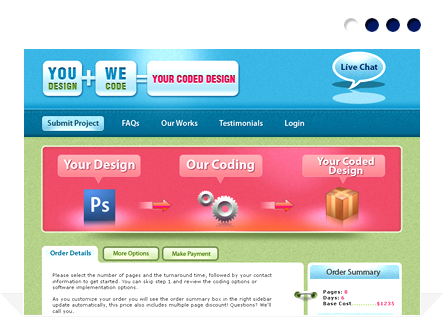 YOU
DESIGN
+
WE
CODE
=
YOUR CODED DESIGN
Live Chat
Submit Project
FAQs
Our Works
Testimonials
Login
Your Design
Our Coding
Your Coded
Design
Ps
Order Details
More Options
Make Payment
Please select the number of pages and the turnaround time, followed by your contact
information to get started. You can skip step 1 and review the coding options or
software implementation options.
As you customise your order you will see the order summary box in the right sidebar
update automatically, this price also includes multiple page discount! Questions? We'll
call you.
Order Summary
Pages: 8
Days: 6
Base Cost............$1235